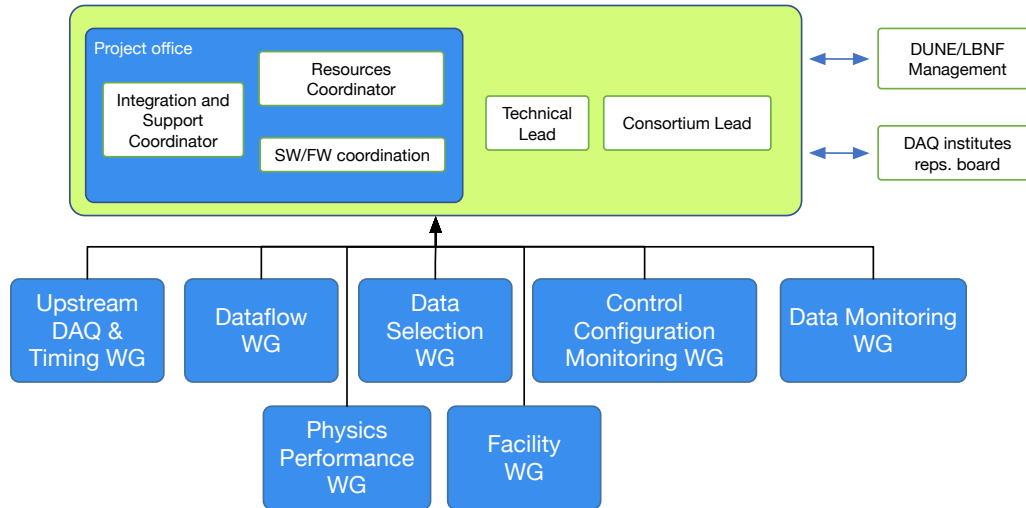 Project office
Integration and
Support
Coordinator
Resources
Coordinator
SW/FW coordination
Technical
Lead
Consortium Lead
DUNE/LBNF
Management
DAQ institutes
reps. board
Upstream
DAQ &
Timing WG
Dataflow
WG
Data
Selection
WG
Control
Configuration
Monitoring WG
Data Monitoring
WG
Physics
Performance
WG
Facility
WG